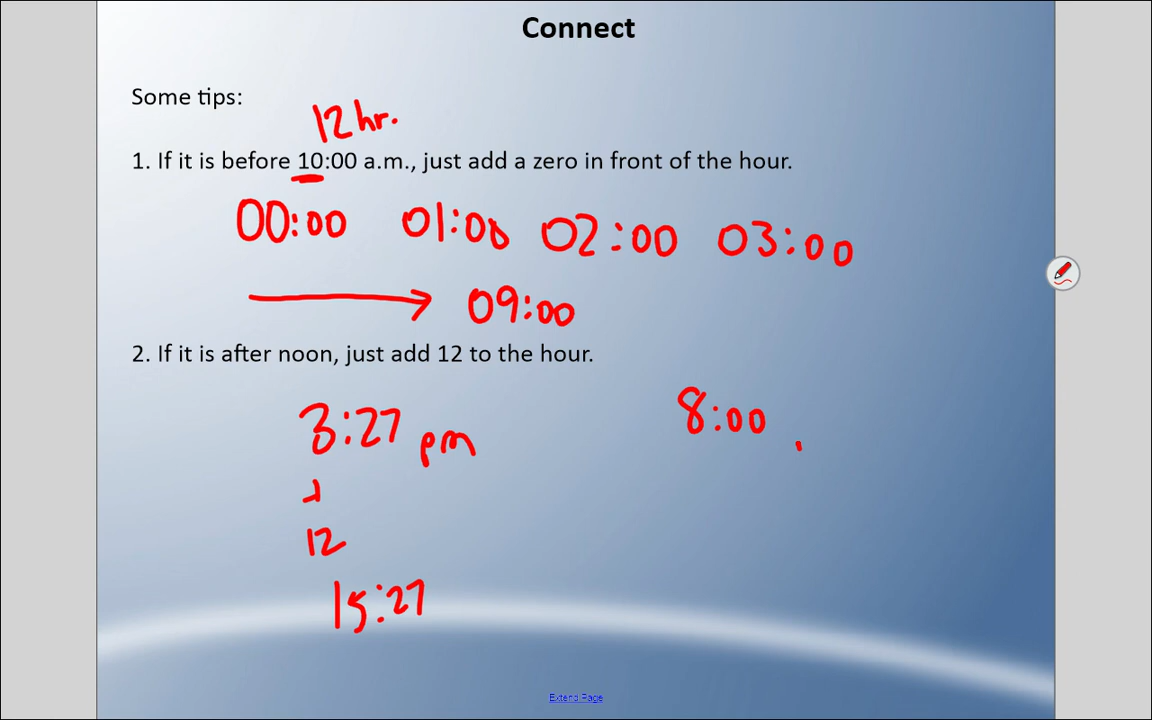 Connect
Some tips:
12 hr.
1. If it is before 10:00 a.m., just add a zero in front of the hour.
00:00 01:00 02:00 03:00
09:00
2. If it is after noon, just add 12 to the hour.
3:27 pm 8:00
+
12
15:27
Extend Page